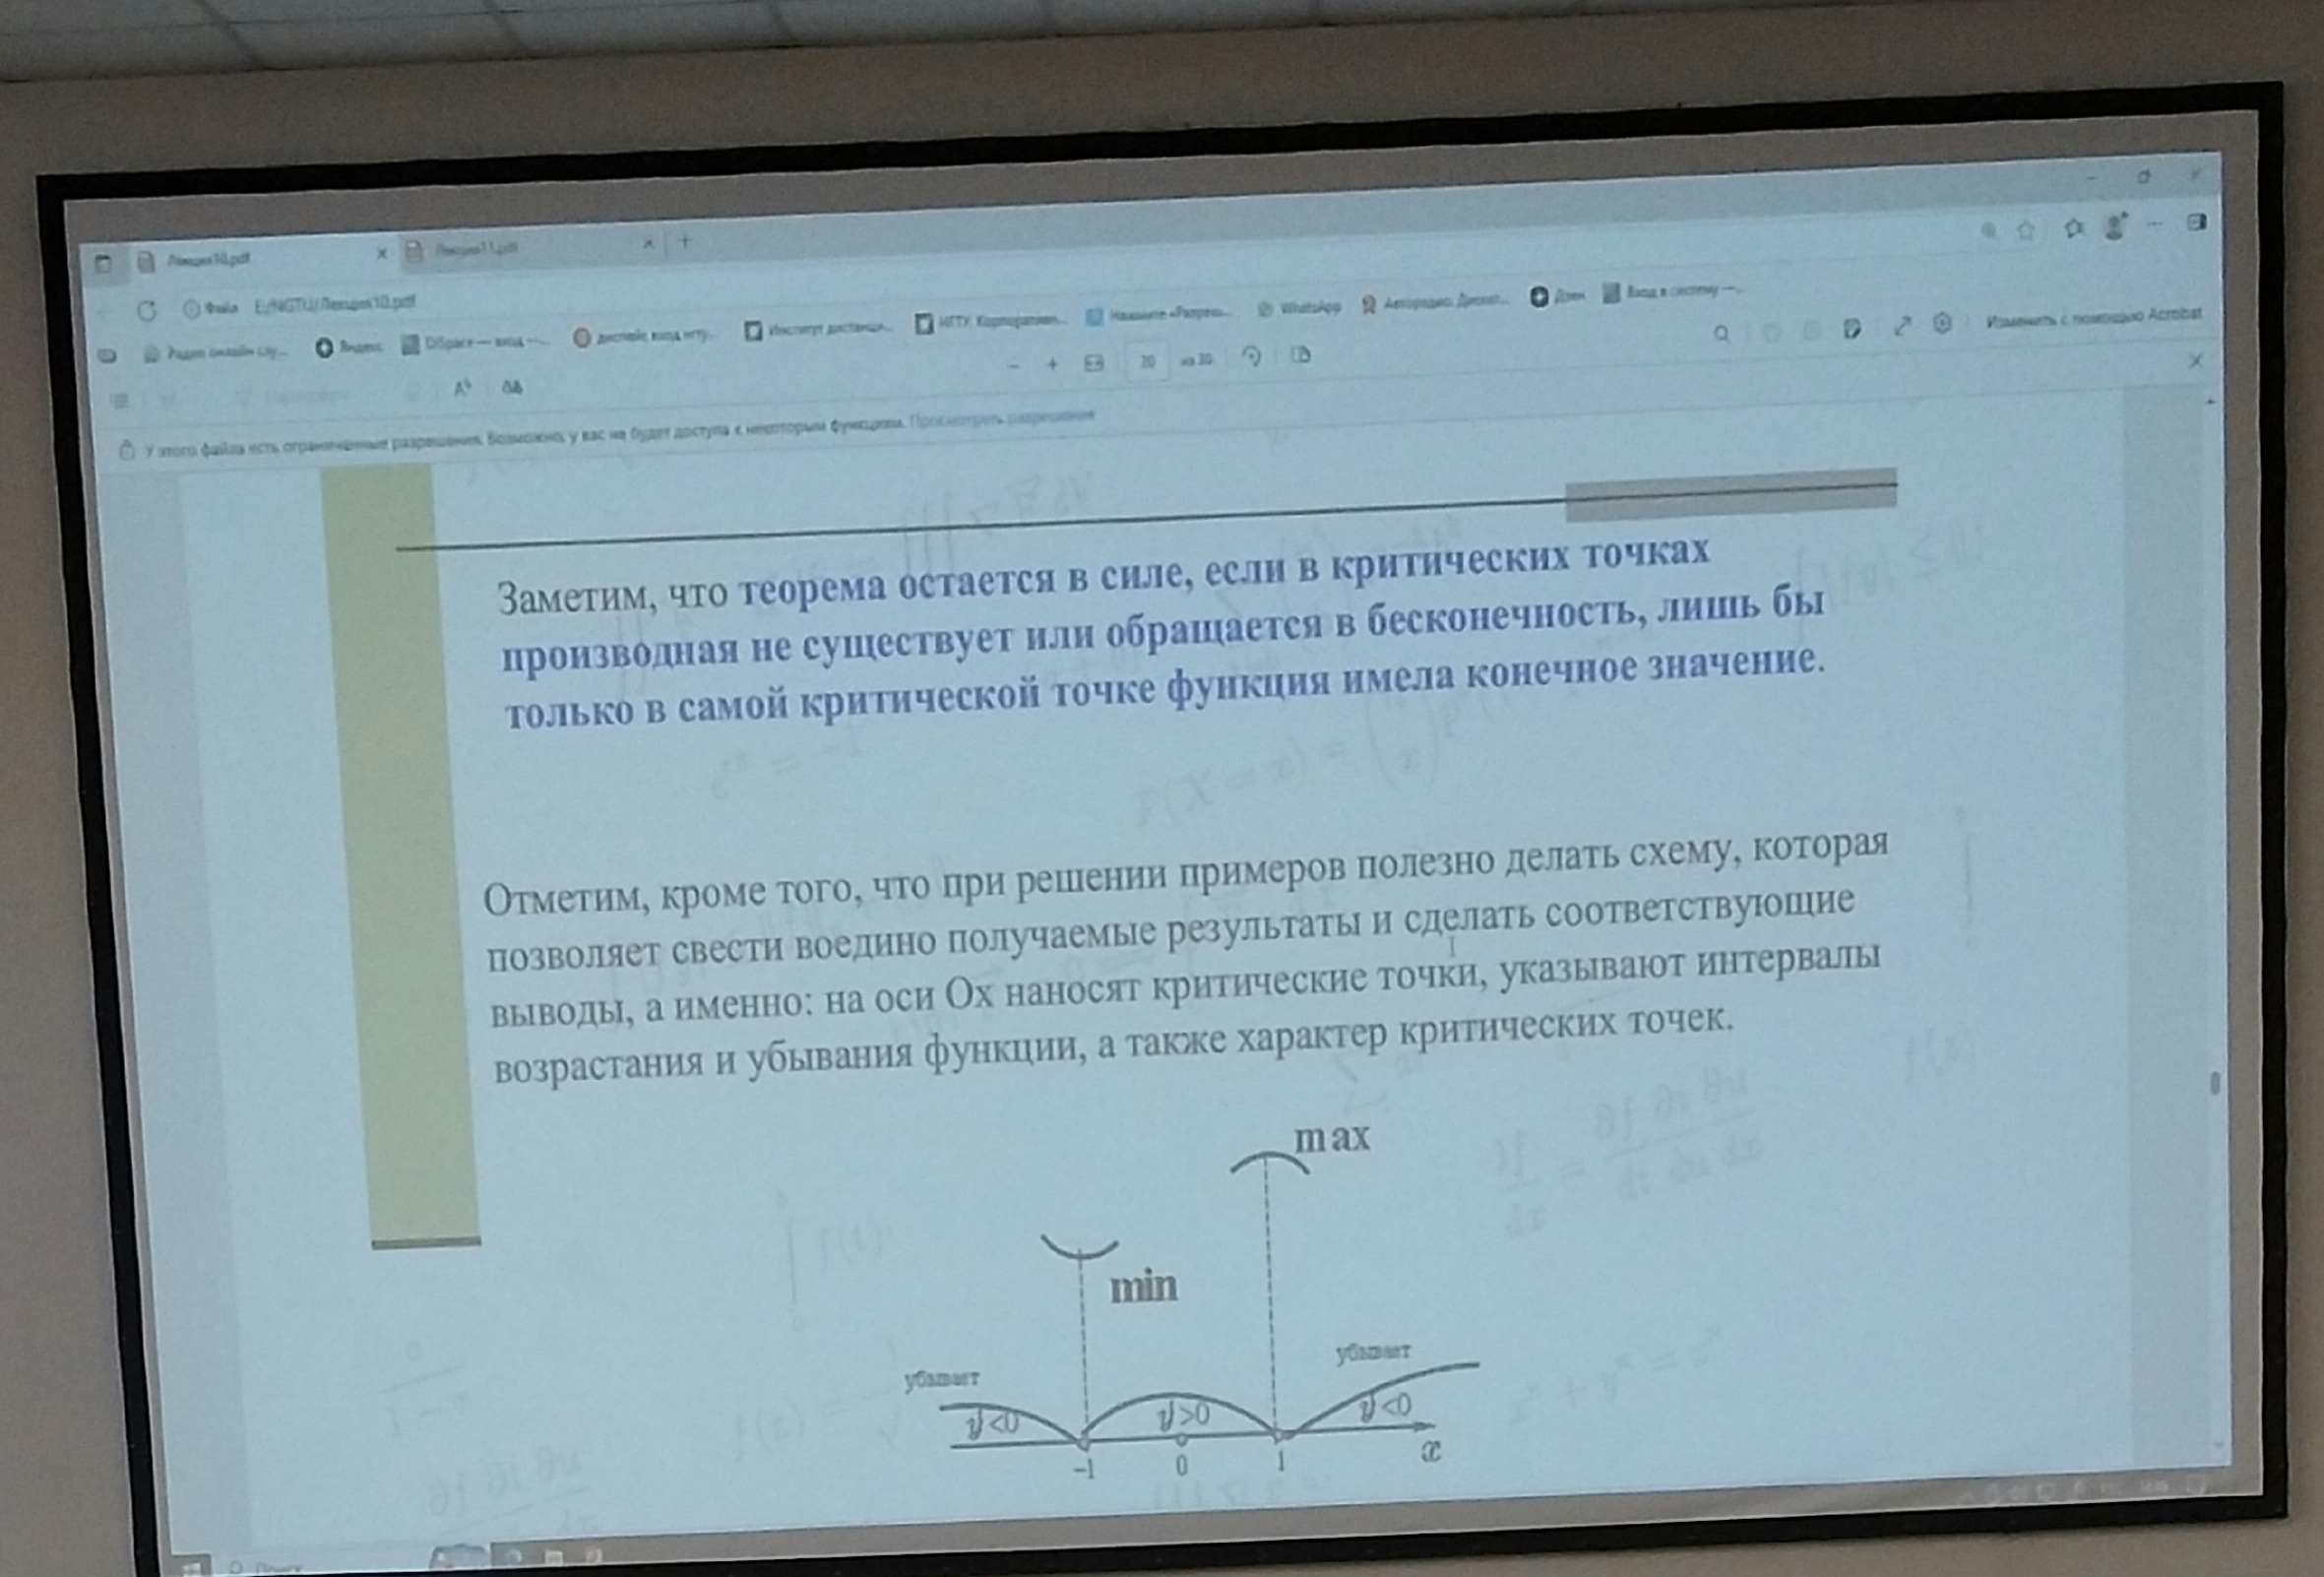 Лекция10.pdf
Лекция11.pdf
Файл E:/NGTU/Лекция10.pdf
Радио онлайн слу...
Яндекс
DiSpace — вход —...
диспейс вход нгту...
Институт дистанци...
НГТУ. Корпоративн...
Нажмите «Разреш...
WhatsApp
Авторадио. Дискот...
Дзен
Вход в систему —...
20 из 30
Изменить с помощью Acrobat
У этого файла есть ограниченные разрешения. Возможно, у вас не будет доступа к некоторым функциям. Просмотреть разрешения
Заметим, что теорема остается в силе, если в критических точках
производная не существует или обращается в бесконечность, лишь бы
только в самой критической точке функция имела конечное значение.
Отметим, кроме того, что при решении примеров полезно делать схему, которая
позволяет свести воедино получаемые результаты и сделать соответствующие
выводы, а именно: на оси Ox наносят критические точки, указывают интервалы
возрастания и убывания функции, а также характер критических точек.
max
min
убывает
убывает
y'<0
y'>0
y'<0
-1
0
1
x